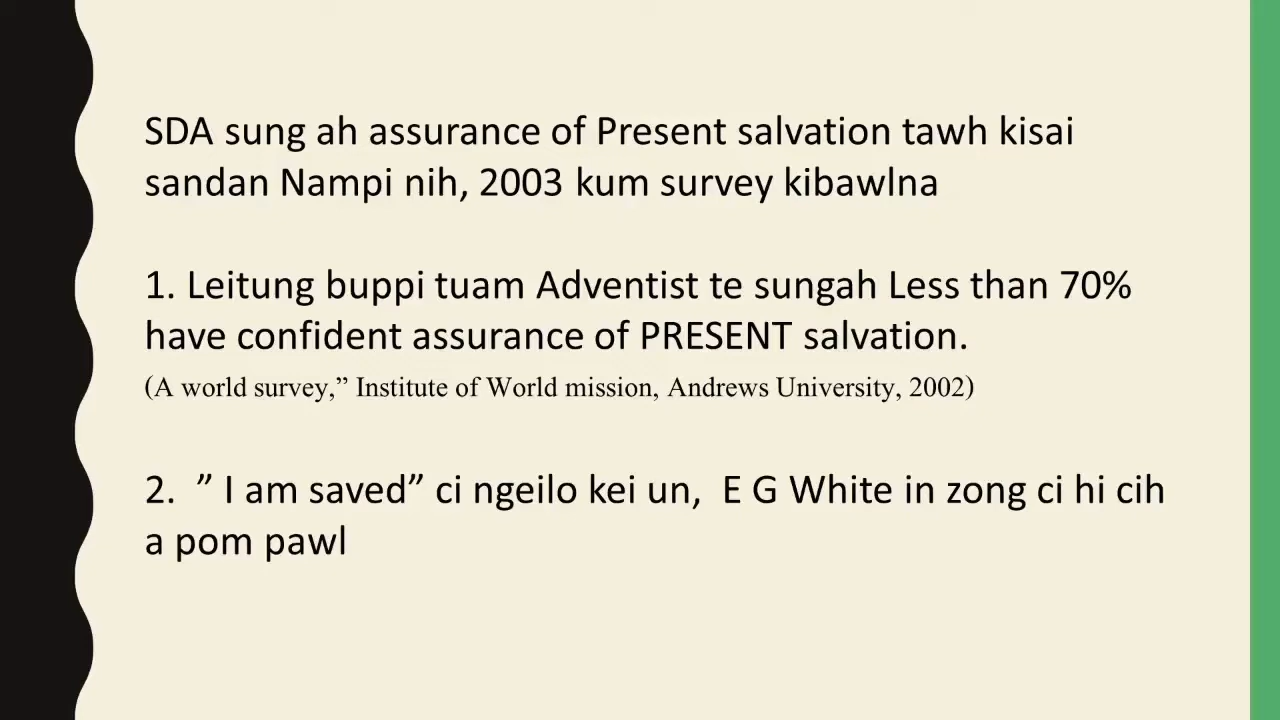 SDA sung ah assurance of Present salvation tawh kisai
sandan Nampi nih, 2003 kum survey kibawlna
1. Leitung buppi tuam Adventist te sungah Less than 70%
have confident assurance of PRESENT salvation.
(A world survey,” Institute of World mission, Andrews University, 2002)
2. ” I am saved” ci ngeilo kei un, E G White in zong ci hi cih
a pom pawl